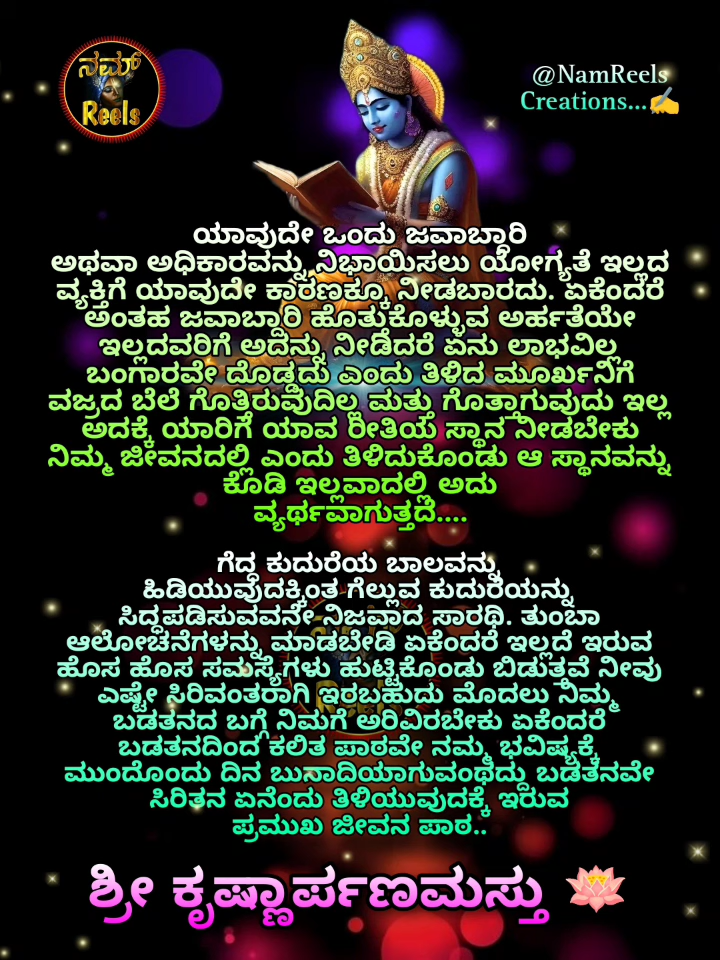 ನಮ್
Reels
@NamReels
Creations...✍️
ಯಾವುದೇ ಒಂದು ಜವಾಬ್ದಾರಿ
ಅಥವಾ ಅಧಿಕಾರವನ್ನು ನಿಭಾಯಿಸಲು ಯೋಗ್ಯತೆ ಇಲ್ಲದ
ವ್ಯಕ್ತಿಗೆ ಯಾವುದೇ ಕಾರಣಕ್ಕೂ ನೀಡಬಾರದು. ಏಕೆಂದರೆ
ಅಂತಹ ಜವಾಬ್ದಾರಿ ಹೊತ್ತುಕೊಳ್ಳುವ ಅರ್ಹತೆಯೇ
ಇಲ್ಲದವರಿಗೆ ಅದನ್ನು ನೀಡಿದರೆ ಏನು ಲಾಭವಿಲ್ಲ
ಬಂಗಾರವೇ ದೊಡ್ಡದು ಎಂದು ತಿಳಿದ ಮೂರ್ಖನಿಗೆ
ವಜ್ರದ ಬೆಲೆ ಗೊತ್ತಿರುವುದಿಲ್ಲ ಮತ್ತು ಗೊತ್ತಾಗುವುದು ಇಲ್ಲ
ಅದಕ್ಕೆ ಯಾರಿಗೆ ಯಾವ ರೀತಿಯ ಸ್ಥಾನ ನೀಡಬೇಕು
ನಿಮ್ಮ ಜೀವನದಲ್ಲಿ ಎಂದು ತಿಳಿದುಕೊಂಡು ಆ ಸ್ಥಾನವನ್ನು
ಕೊಡಿ ಇಲ್ಲವಾದಲ್ಲಿ ಅದು
ವ್ಯರ್ಥವಾಗುತ್ತದೆ....
ಗೆದ್ದ ಕುದುರೆಯ ಬಾಲವನ್ನು
ಹಿಡಿಯುವುದಕ್ಕಿಂತ ಗೆಲ್ಲುವ ಕುದುರೆಯನ್ನು
ಸಿದ್ಧಪಡಿಸುವವನೇ ನಿಜವಾದ ಸಾರಥಿ. ತುಂಬಾ
ಆಲೋಚನೆಗಳನ್ನು ಮಾಡಬೇಡಿ ಏಕೆಂದರೆ ಇಲ್ಲದೆ ಇರುವ
ಹೊಸ ಹೊಸ ಸಮಸ್ಯೆಗಳು ಹುಟ್ಟಿಕೊಂಡು ಬಿಡುತ್ತವೆ ನೀವು
ಎಷ್ಟೇ ಸಿರಿವಂತರಾಗಿ ಇರಬಹುದು ಮೊದಲು ನಿಮ್ಮ
ಬಡತನದ ಬಗ್ಗೆ ನಿಮಗೆ ಅರಿವಿರಬೇಕು ಏಕೆಂದರೆ
ಬಡತನದಿಂದ ಕಲಿತ ಪಾಠವೇ ನಮ್ಮ ಭವಿಷ್ಯಕ್ಕೆ
ಮುಂದೊಂದು ದಿನ ಬುನಾದಿಯಾಗುವಂಥದ್ದು ಬಡತನವೇ
ಸಿರಿತನ ಏನೆಂದು ತಿಳಿಯುವುದಕ್ಕೆ ಇರುವ
ಪ್ರಮುಖ ಜೀವನ ಪಾಠ..
ಶ್ರೀ ಕೃಷ್ಣಾರ್ಪಣಮಸ್ತು 🪷